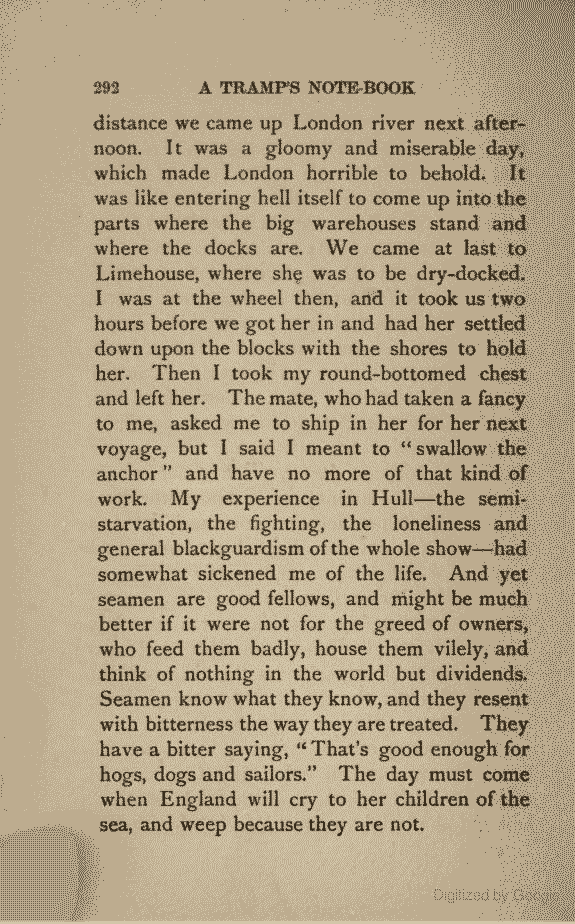 292 A TRAMP'S NOTE-BOOK
distance we came up London river next after-
noon. It was a gloomy and miserable day,
which made London horrible to behold. It
was like entering hell itself to come up into the
parts where the big warehouses stand and
where the docks are. We came at last to
Limehouse, where she was to be dry-docked.
I was at the wheel then, and it took us two
hours before we got her in and had her settled
down upon the blocks with the shores to hold
her. Then I took my round-bottomed chest
and left her. The mate, who had taken a fancy
to me, asked me to ship in her for her next
voyage, but I said I meant to “swallow the
anchor” and have no more of that kind of
work. My experience in Hull—the semi-
starvation, the fighting, the loneliness and
general blackguardism of the whole show—had
somewhat sickened me of the life. And yet
seamen are good fellows, and might be much
better if it were not for the greed of owners,
who feed them badly, house them vilely, and
think of nothing in the world but dividends.
Seamen know what they know, and they resent
with bitterness the way they are treated. They
have a bitter saying, “That's good enough for
hogs, dogs and sailors.” The day must come
when England will cry to her children of the
sea, and weep because they are not.
Digitized by Google